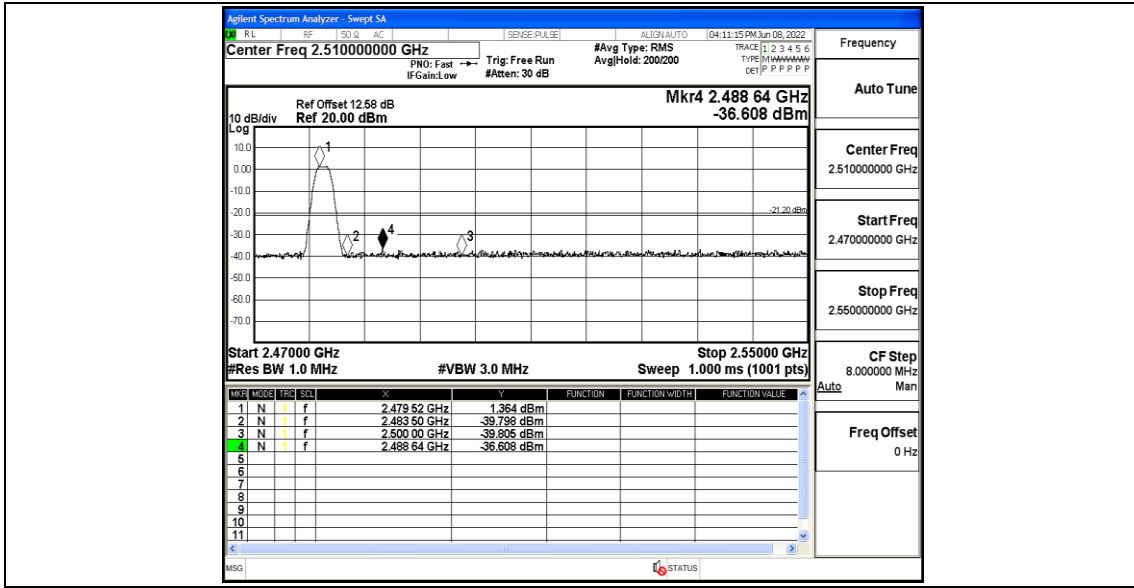 Agilent Spectrum Analyzer - Swept SA
RL RF 50 Ω AC SENSE:PULSE ALIGNAUTO 04:11:15 PM Jun 08, 2022
Center Freq 2.510000000 GHz #Avg Type: RMS TRACE 1 2 3 4 5 6
PNO: Fast Trig: Free Run Avg|Hold: 200/200 TYPE M
IFGain:Low #Atten: 30 dB DET P P P P P P
Mkr4 2.488 64 GHz
-36.608 dBm
Ref Offset 12.58 dB
10 dB/div Ref 20.00 dBm
Log
10.0
0.00
-10.0
-20.0
-30.0
-40.0
-50.0
-60.0
-70.0
1
2
4
3
-21.20 dBm
Start 2.47000 GHz Stop 2.55000 GHz
#Res BW 1.0 MHz #VBW 3.0 MHz Sweep 1.000 ms (1001 pts)
MKR MODE TRC SCL X Y FUNCTION FUNCTION WIDTH FUNCTION VALUE
1 N 1 f 2.479 52 GHz 1.364 dBm
2 N 1 f 2.483 50 GHz -39.798 dBm
3 N 1 f 2.500 00 GHz -39.805 dBm
4 N 1 f 2.488 64 GHz -36.608 dBm
5
6
7
8
9
10
11
MSG STATUS
Frequency
Auto Tune
Center Freq
2.510000000 GHz
Start Freq
2.470000000 GHz
Stop Freq
2.550000000 GHz
CF Step
8.000000 MHz
Auto Man
Freq Offset
0 Hz